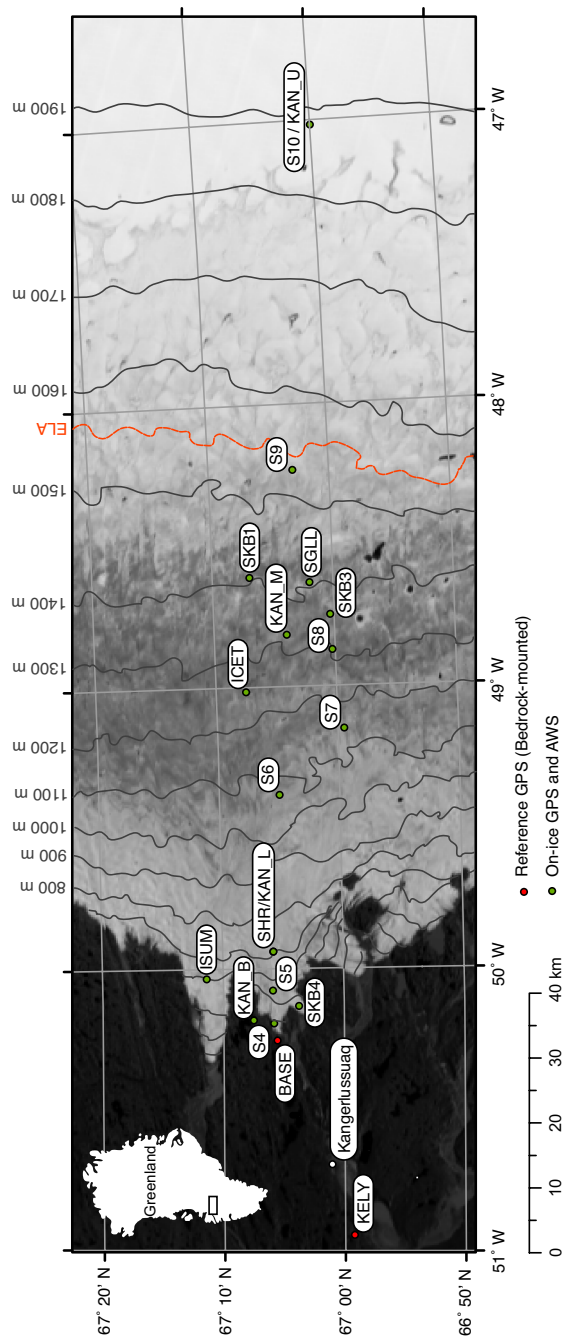 800 m
900 m
1000 m
1100 m
1200 m
1300 m
1400 m
1500 m
ELA
1600 m
1700 m
1800 m
1900 m
67° 20' N
67° 10' N
67° 00' N
66° 50' N
Greenland
ISUM
KAN_B
S4
BASE
S5
SKB4
SHR/KAN_L
Kangerlussuaq
KELY
S6
S7
ICET
S8
KAN_M
SKB1
SGLL
SKB3
S9
S10 / KAN_U
51° W
50° W
49° W
48° W
47° W
0 10 20 30 40 km
Reference GPS (Bedrock-mounted)
On-ice GPS and AWS